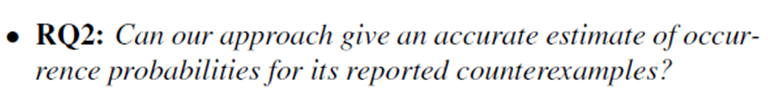 • RQ2: Can our approach give an accurate estimate of occur-
rence probabilities for its reported counterexamples?